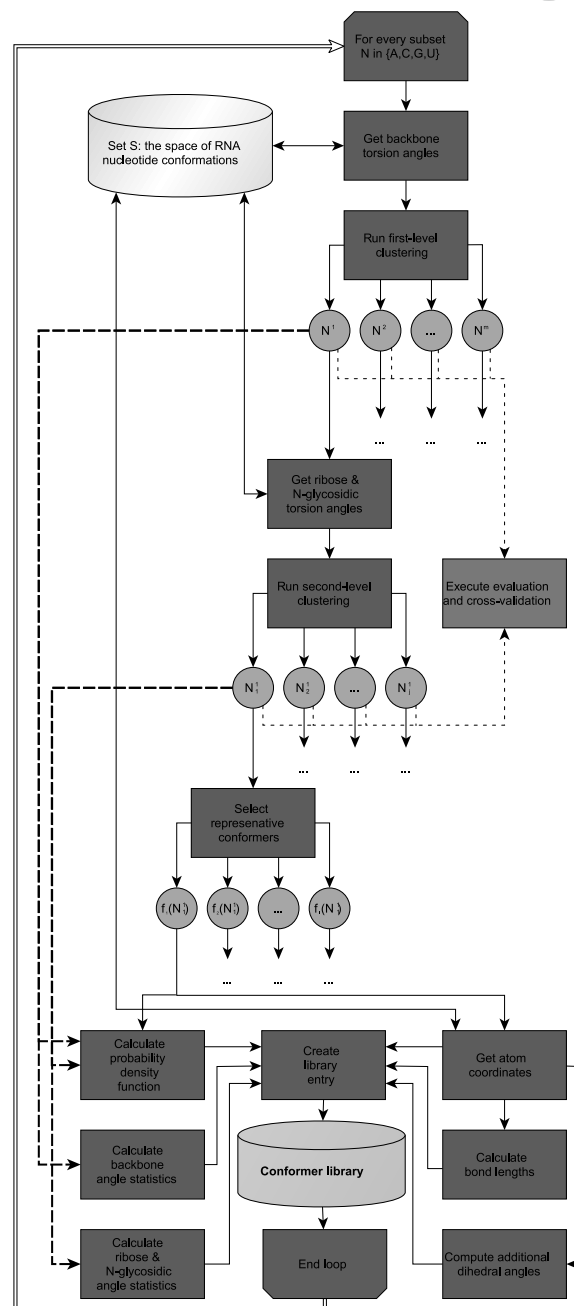 For every subset
N in {A,C,G,U}
Set S: the space of RNA
nucleotide conformations
Get backbone
torsion angles
Run first-level
clustering
N¹
N²
...
Nᵐ
...
...
...
Get ribose &
N-glycosidic
torsion angles
Run second-level
clustering
Execute evaluation
and cross-validation
N¹₁
N¹₂
...
N¹ⱼ
...
...
...
Select
represenative
conformers
...
...
...
...
Calculate
probability
density
function
Create
library
entry
Get atom
coordinates
Calculate
backbone
angle statistics
Conformer library
Calculate
bond lengths
Calculate
ribose &
N-glycosidic
angle statistics
End loop
Compute additional
dihedral angles